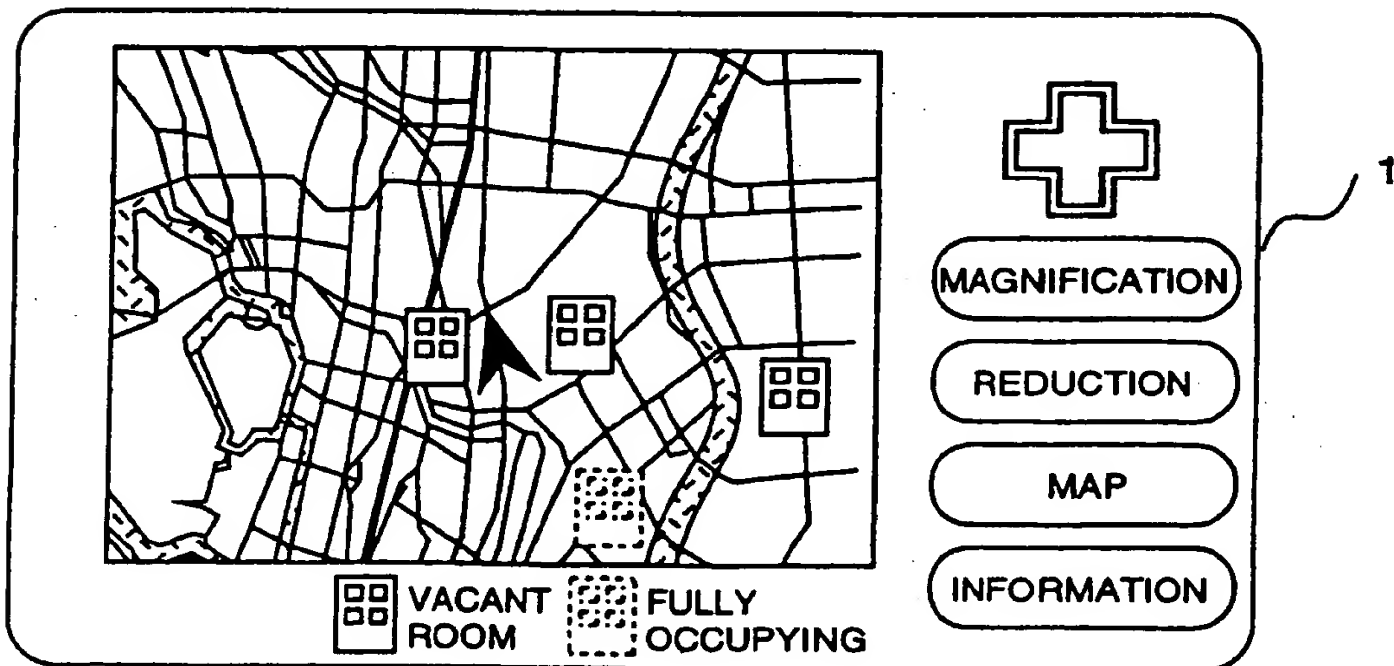 1
MAGNIFICATION
REDUCTION
MAP
INFORMATION
VACANT
ROOM
FULLY
OCCUPYING